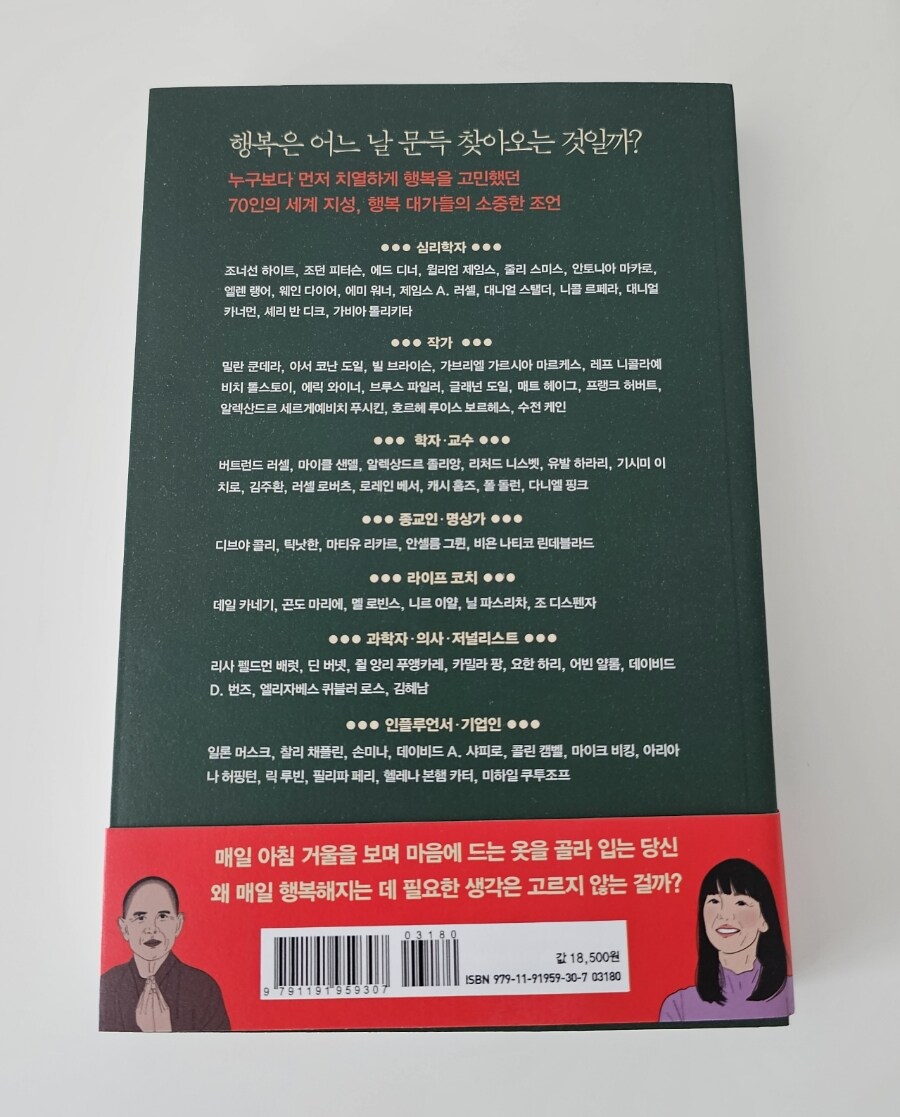 행복은 어느 날 문득 찾아오는 것일까?
누구보다 먼저 치열하게 행복을 고민했던
70인의 세계 지성, 행복 대가들의 소중한 조언
●●● 심리학자 ●●●
조너선 하이트, 조던 피터슨, 에드 디너, 윌리엄 제임스, 줄리 스미스, 안토니아 마카로,
엘렌 랭어, 웨인 다이어, 에미 워너, 제임스 A. 러셀, 대니얼 스탤더, 니콜 르페라, 대니얼
카너먼, 셰리 반 디크, 가비아 톨리키타
●●● 작가 ●●●
밀란 쿤데라, 아서 코난 도일, 빌 브라이슨, 가브리엘 가르시아 마르케스, 레프 니콜라예
비치 톨스토이, 에릭 와이너, 브루스 파일러, 글래넌 도일, 매트 헤이그, 프랭크 허버트,
알렉산드르 세르게예비치 푸시킨, 호르헤 루이스 보르헤스, 수전 케인
●●● 학자·교수 ●●●
버트런드 러셀, 마이클 샌델, 알렉상드르 졸리앙, 리처드 니스벳, 유발 하라리, 기시미 이
치로, 김주환, 러셀 로버츠, 로레인 베서, 캐시 홈즈, 폴 돌런, 다니엘 핑크
●●● 종교인·명상가 ●●●
디브야 콜리, 틱낫한, 마티유 리카르, 안셀름 그륀, 비욘 나티코 린데블라드
●●● 라이프 코치 ●●●
데일 카네기, 곤도 마리에, 멜 로빈스, 니르 이얄, 닐 파스리차, 조 디스펜자
●●● 과학자·의사·저널리스트 ●●●
리사 펠드먼 배럿, 딘 버넷, 쥘 앙리 푸앵카레, 카밀라 팡, 요한 하리, 어빈 얄롬, 데이비드
D. 번즈, 엘리자베스 퀴블러 로스, 김혜남
●●● 인플루언서·기업인 ●●●
일론 머스크, 찰리 채플린, 손미나, 데이비드 A. 샤피로, 콜린 캠벨, 마이크 비킹, 아리아
나 허핑턴, 릭 루빈, 필리파 페리, 헬레나 본햄 카터, 미하일 쿠투조프
매일 아침 거울을 보며 마음에 드는 옷을 골라 입는 당신
왜 매일 행복해지는 데 필요한 생각은 고르지 않는 걸까?
03180
값 18,500원
ISBN 979-11-91959-30-7 03180
9 791191 959307